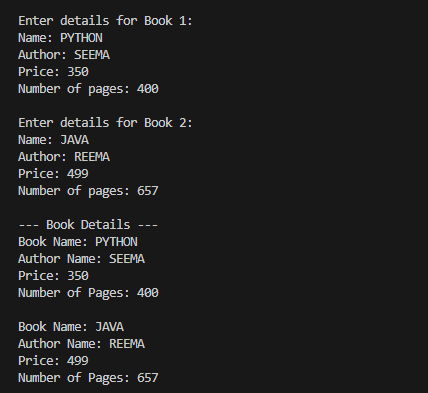 Enter details for Book 1:
Name: PYTHON
Author: SEEMA
Price: 350
Number of pages: 400
Enter details for Book 2:
Name: JAVA
Author: REEMA
Price: 499
Number of pages: 657
--- Book Details ---
Book Name: PYTHON
Author Name: SEEMA
Price: 350
Number of Pages: 400
Book Name: JAVA
Author Name: REEMA
Price: 499
Number of Pages: 657